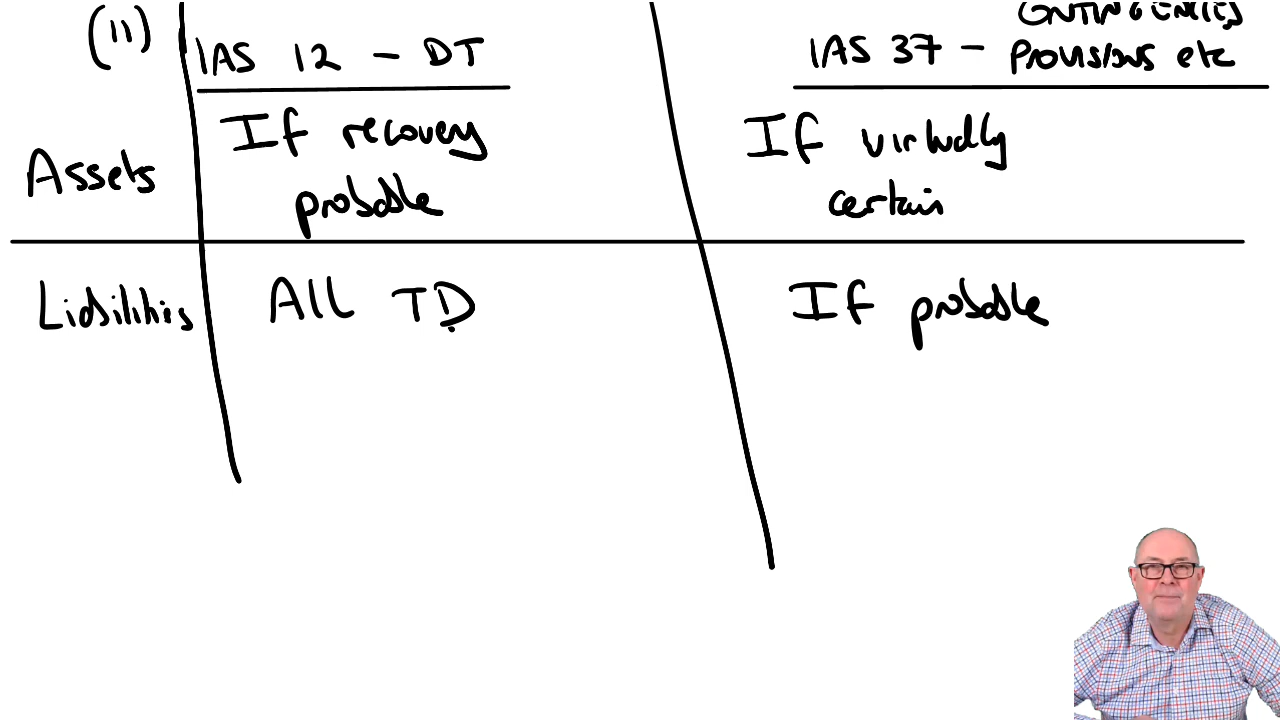 (11)
CONTINGENCIES
IAS 12 - DT
IAS 37 - Provisions etc
Assets
If recovery
probable
If virtually
certain
Liabilities
All TD
If probable